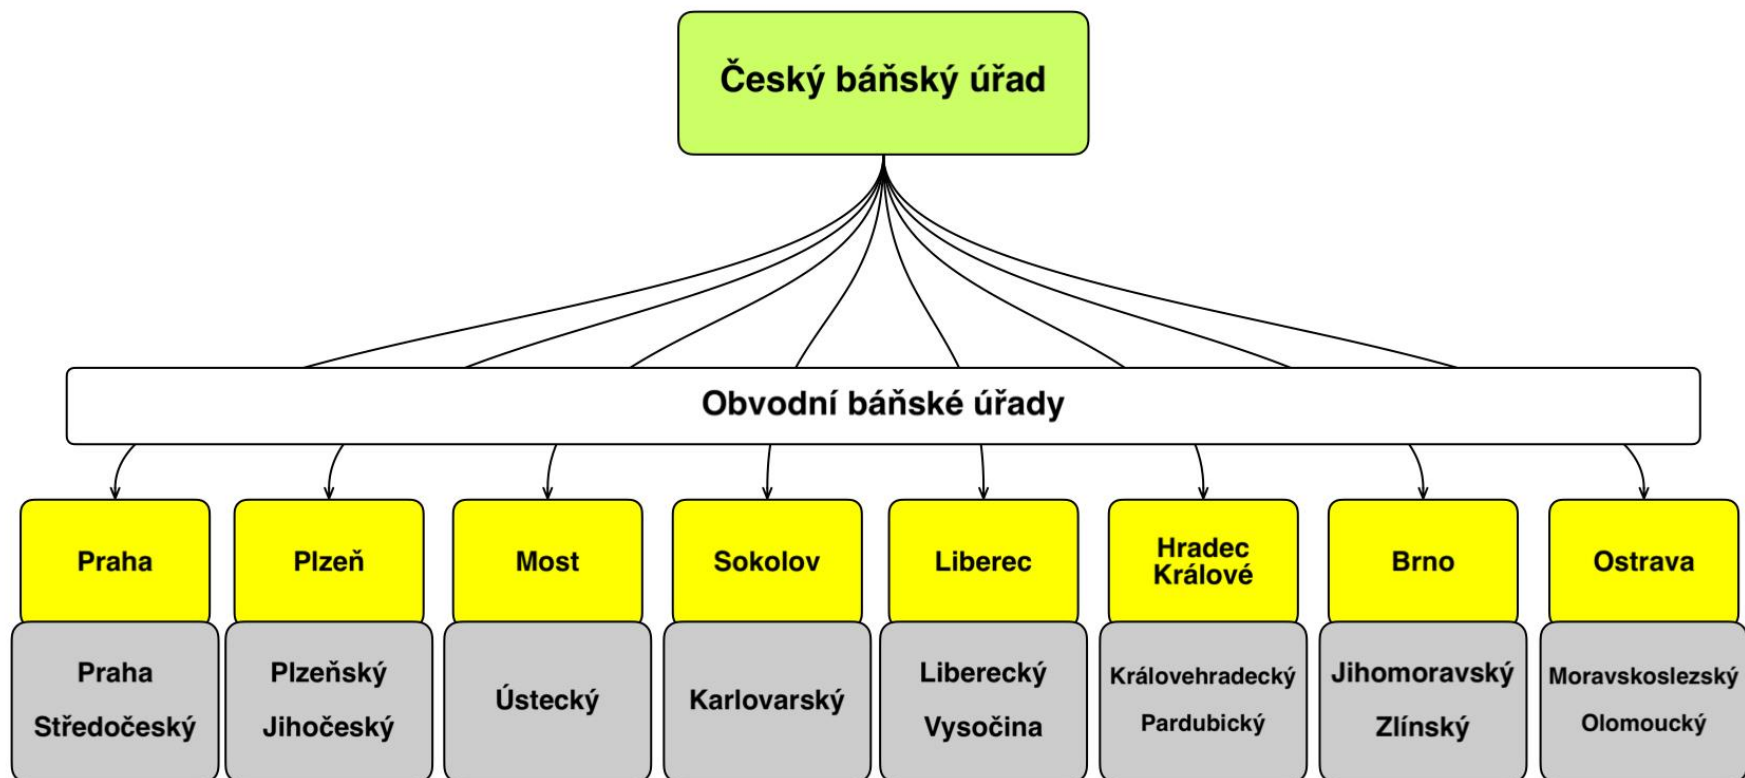 Český báňský úřad
Obvodní báňské úřady
Praha
Plzeň
Most
Sokolov
Liberec
Hradec
Králové
Brno
Ostrava
Praha
Středočeský
Plzeňský
Jihočeský
Ústecký
Karlovarský
Liberecký
Vysočina
Královehradecký
Pardubický
Jihomoravský
Zlínský
Moravskoslezský
Olomoucký